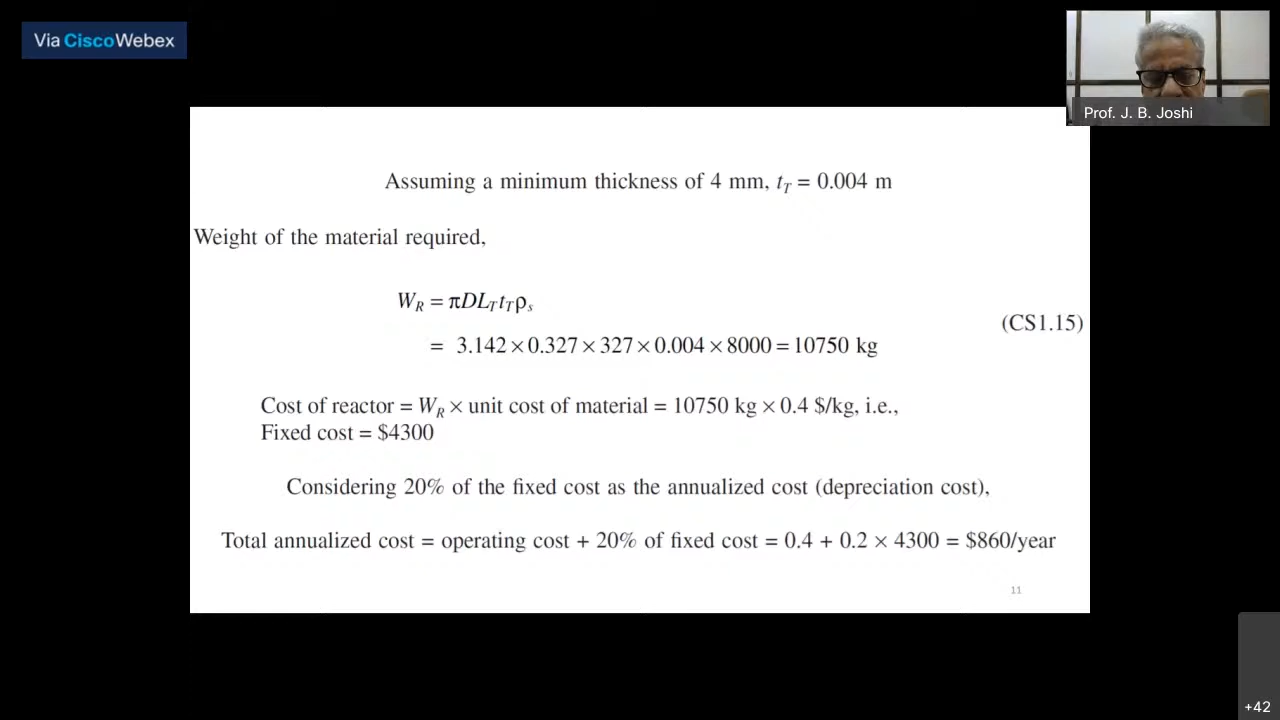 Via CiscoWebex
Prof. J. B. Joshi
Assuming a minimum thickness of 4 mm, t_T = 0.004 m
Weight of the material required,
W_R = πDL_T t_T ρ_s
= 3.142 × 0.327 × 327 × 0.004 × 8000 = 10750 kg
(CS1.15)
Cost of reactor = W_R × unit cost of material = 10750 kg × 0.4 $/kg, i.e.,
Fixed cost = $4300
Considering 20% of the fixed cost as the annualized cost (depreciation cost),
Total annualized cost = operating cost + 20% of fixed cost = 0.4 + 0.2 × 4300 = $860/year
11
+42